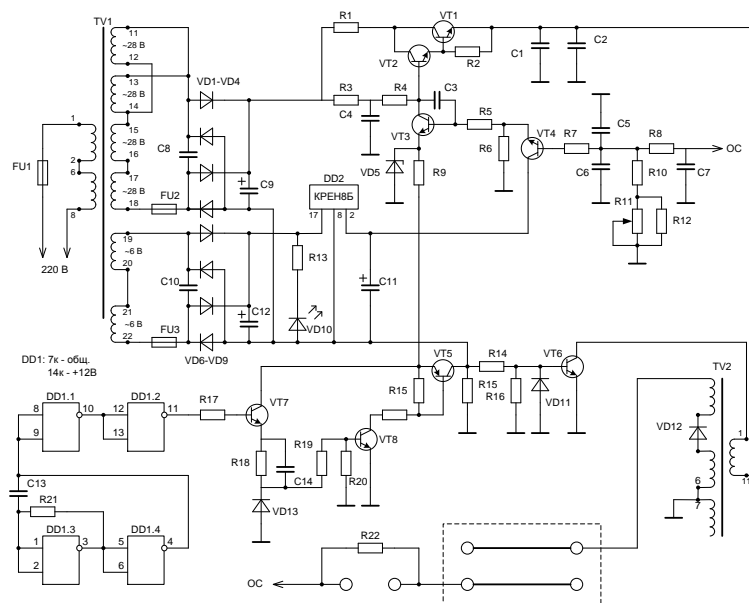 TV1
11
~28 В
12
13
~28 В
14
15
~28 В
16
17
~28 В
18
19
~6 В
20
21
~6 В
22
1
2
6
8
FU1
220 В
FU2
FU3
C8
C10
VD1-VD4
VD6-VD9
C9
C12
R1
VT1
VT2
R2
C1
C2
R3
R4
C3
C4
VT3
R5
R6
VT4
R7
C5
C6
R8
ОС
C7
R10
R11
R12
VD5
R9
DD2
КРЕН8Б
17
8
2
R13
VD10
C11
DD1: 7к - общ.
14к - +12В
DD1.1
8
9
10
DD1.2
12
13
11
R17
VT7
R18
C14
VD13
R19
R20
VT8
R15
VT5
R15
R14
R16
VD11
VT6
TV2
VD12
6
7
1
11
C13
R21
DD1.3
1
2
3
DD1.4
5
6
4
R22
ОС